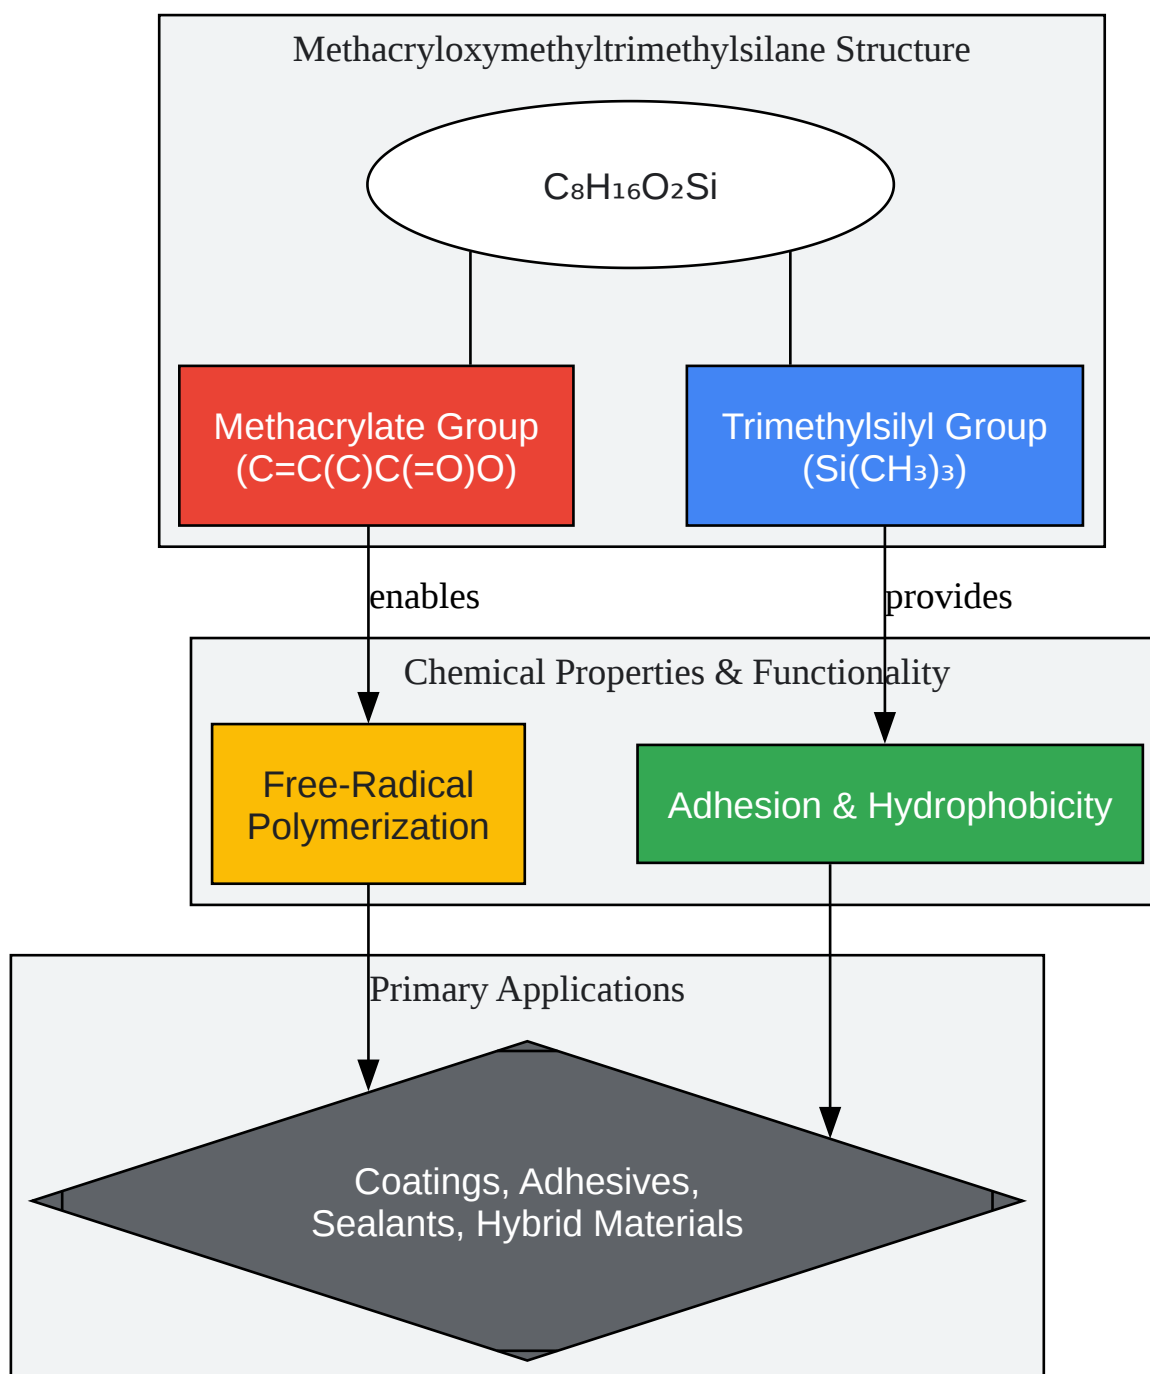 Methacryloxymethyltrimethylsilane Structure
C₈H₁₆O₂Si
Methacrylate Group
(C=C(C)C(=O)O)
Trimethylsilyl Group
(Si(CH₃)₃)
enables
provides
Chemical Properties & Functionality
Free-Radical
Polymerization
Adhesion & Hydrophobicity
Primary Applications
Coatings, Adhesives,
Sealants, Hybrid Materials